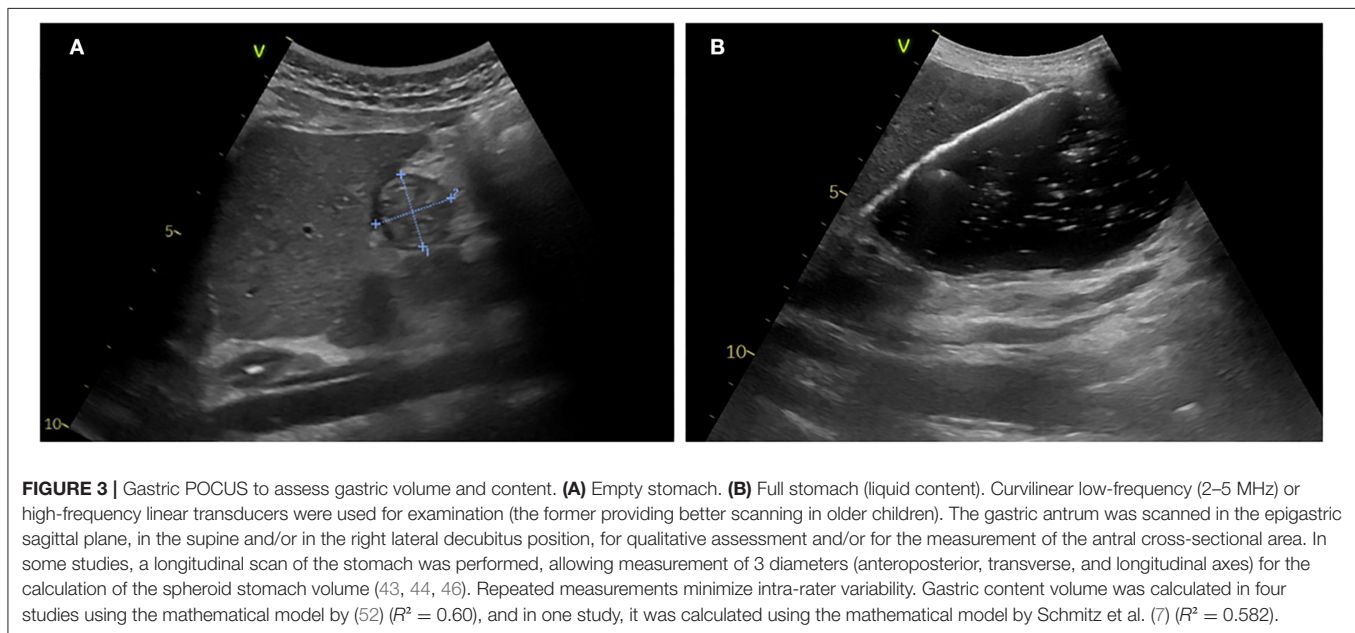 A
V
5
10
1
2
B
V
5
10
FIGURE 3 | Gastric POCUS to assess gastric volume and content. (A) Empty stomach. (B) Full stomach (liquid content). Curvilinear low-frequency (2–5 MHz) or
high-frequency linear transducers were used for examination (the former providing better scanning in older children). The gastric antrum was scanned in the epigastric
sagittal plane, in the supine and/or in the right lateral decubitus position, for qualitative assessment and/or for the measurement of the antral cross-sectional area. In
some studies, a longitudinal scan of the stomach was performed, allowing measurement of 3 diameters (anteroposterior, transverse, and longitudinal axes) for the
calculation of the spheroid stomach volume (43, 44, 46). Repeated measurements minimize intra-rater variability. Gastric content volume was calculated in four
studies using the mathematical model by (52) (R² = 0.60), and in one study, it was calculated using the mathematical model by Schmitz et al. (7) (R² = 0.582).